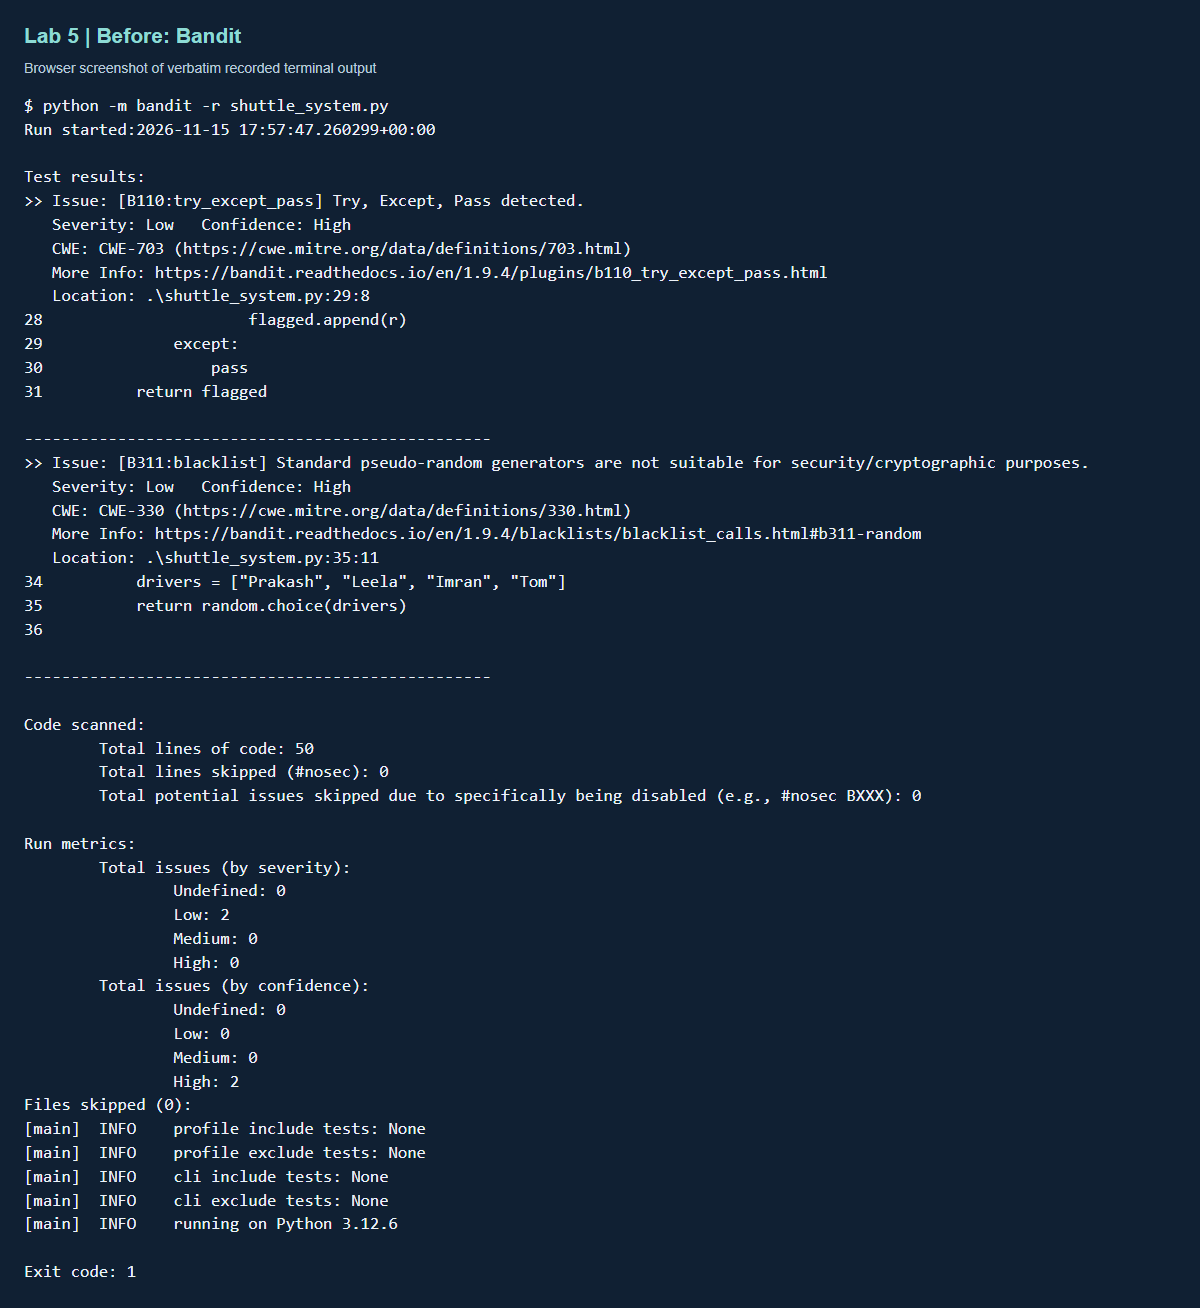 Lab 5 | Before: Bandit
Browser screenshot of verbatim recorded terminal output
$ python -m bandit -r shuttle_system.py
Run started:2026-11-15 17:57:47.260299+00:00
Test results:
>> Issue: [B110:try_except_pass] Try, Except, Pass detected.
   Severity: Low   Confidence: High
   CWE: CWE-703 (https://cwe.mitre.org/data/definitions/703.html)
   More Info: https://bandit.readthedocs.io/en/1.9.4/plugins/b110_try_except_pass.html
   Location: .\shuttle_system.py:29:8
28                      flagged.append(r)
29              except:
30                  pass
31          return flagged
--------------------------------------------------
>> Issue: [B311:blacklist] Standard pseudo-random generators are not suitable for security/cryptographic purposes.
   Severity: Low   Confidence: High
   CWE: CWE-330 (https://cwe.mitre.org/data/definitions/330.html)
   More Info: https://bandit.readthedocs.io/en/1.9.4/blacklists/blacklist_calls.html#b311-random
   Location: .\shuttle_system.py:35:11
34          drivers = ["Prakash", "Leela", "Imran", "Tom"]
35          return random.choice(drivers)
36
--------------------------------------------------
Code scanned:
        Total lines of code: 50
        Total lines skipped (#nosec): 0
        Total potential issues skipped due to specifically being disabled (e.g., #nosec BXXX): 0
Run metrics:
        Total issues (by severity):
                Undefined: 0
                Low: 2
                Medium: 0
                High: 0
        Total issues (by confidence):
                Undefined: 0
                Low: 0
                Medium: 0
                High: 2
Files skipped (0):
[main]  INFO    profile include tests: None
[main]  INFO    profile exclude tests: None
[main]  INFO    cli include tests: None
[main]  INFO    cli exclude tests: None
[main]  INFO    running on Python 3.12.6
Exit code: 1